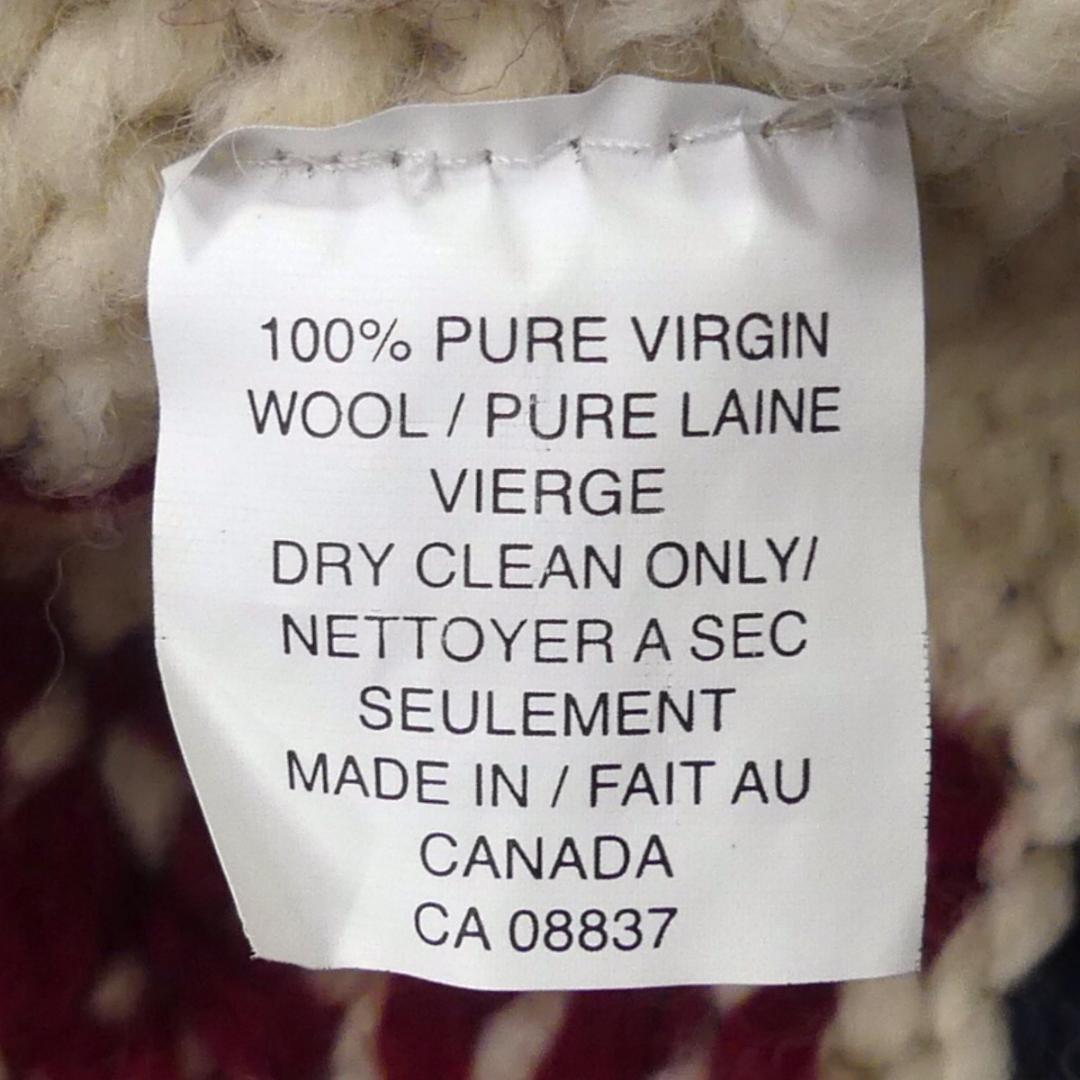 100% PURE VIRGIN
WOOL / PURE LAINE
VIERGE
DRY CLEAN ONLY/
NETTOYER A SEC
SEULEMENT
MADE IN / FAIT AU
CANADA
CA 08837